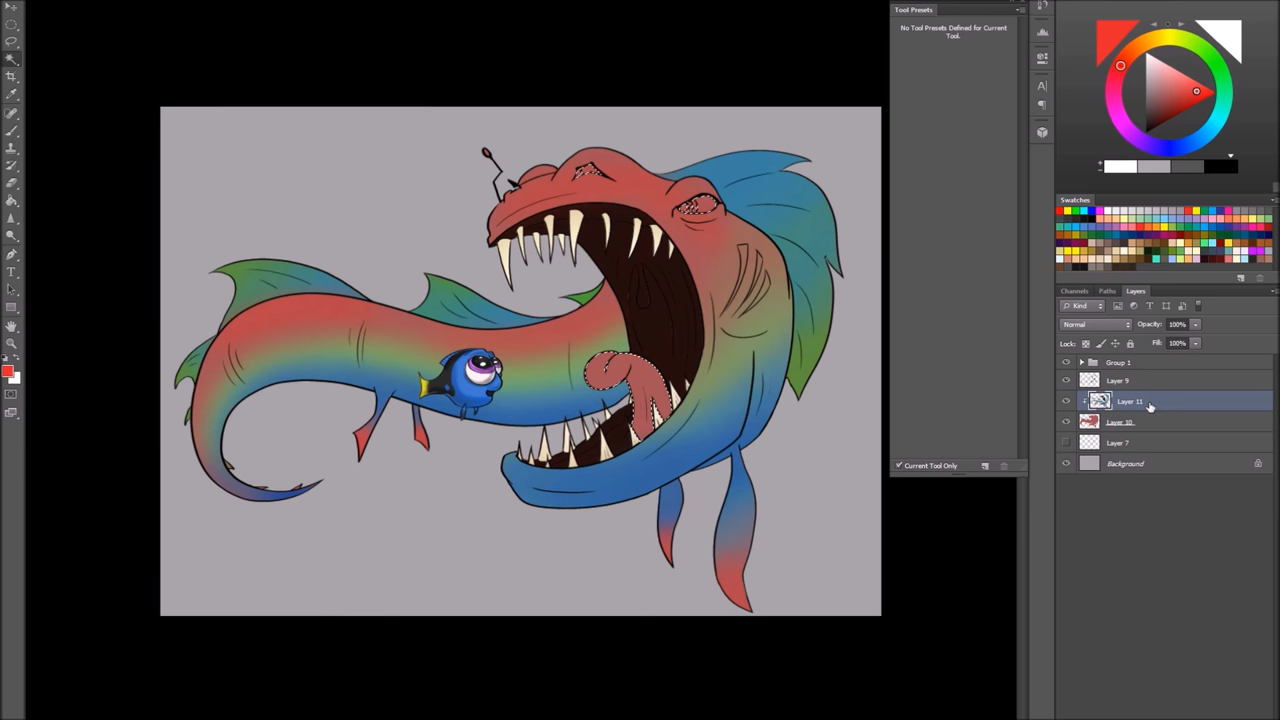 Tool Presets
No Tool Presets Defined for Current
Tool.
Current Tool Only
Swatches
Channels
Paths
Layers
Kind
Normal
Opacity:
100%
Lock:
Fill:
100%
Group 1
Layer 9
Layer 11
Layer 10
Layer 7
Background